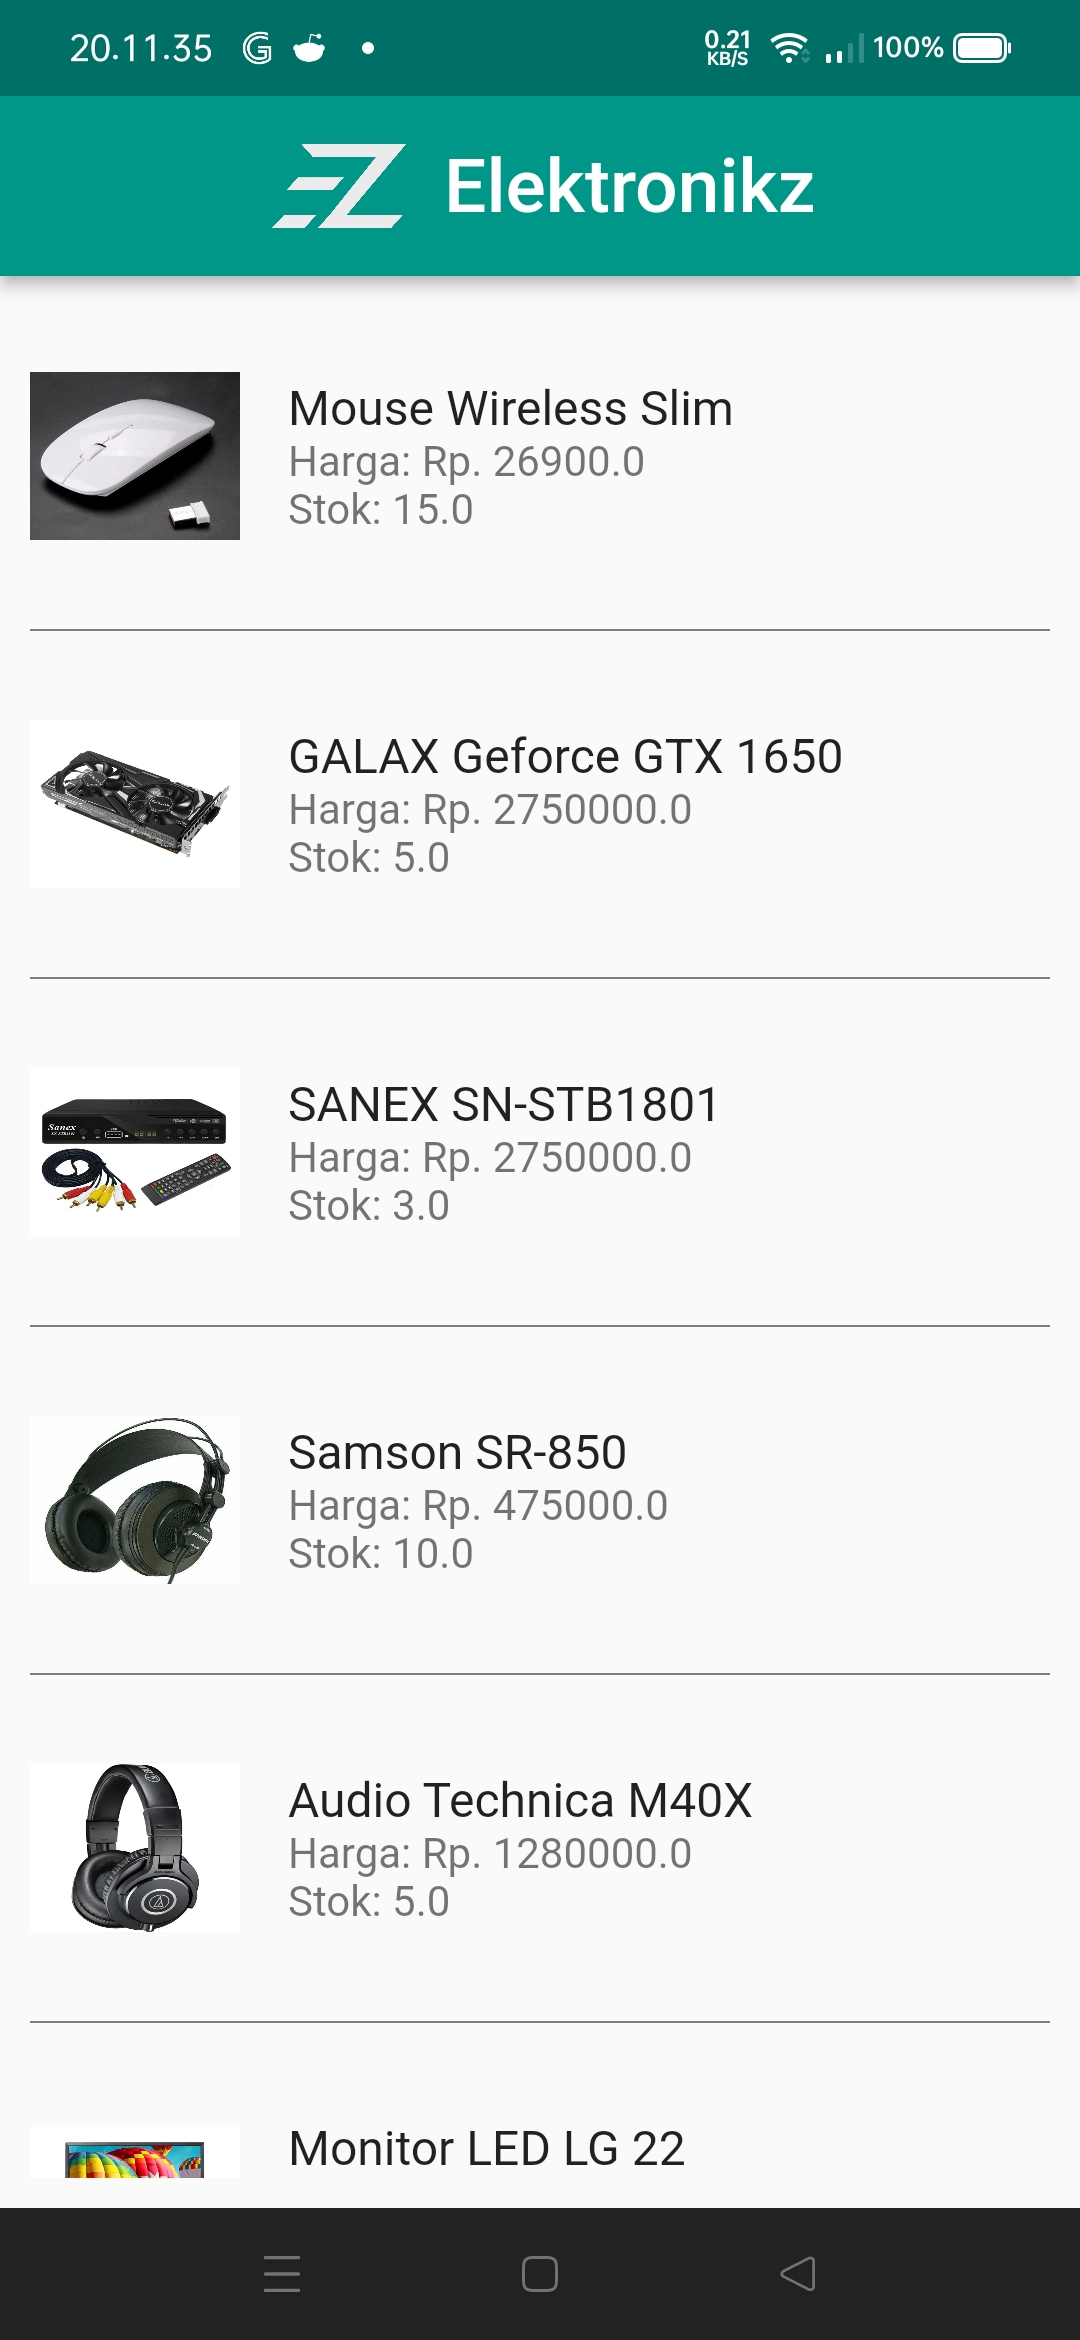 20.11.35
0.21
KB/S
100%
Elektronikz
Mouse Wireless Slim
Harga: Rp. 26900.0
Stok: 15.0
GALAX Geforce GTX 1650
Harga: Rp. 2750000.0
Stok: 5.0
Sanex
SANEX SN-STB1801
Harga: Rp. 2750000.0
Stok: 3.0
Samson SR-850
Harga: Rp. 475000.0
Stok: 10.0
Audio Technica M40X
Harga: Rp. 1280000.0
Stok: 5.0
Monitor LED LG 22